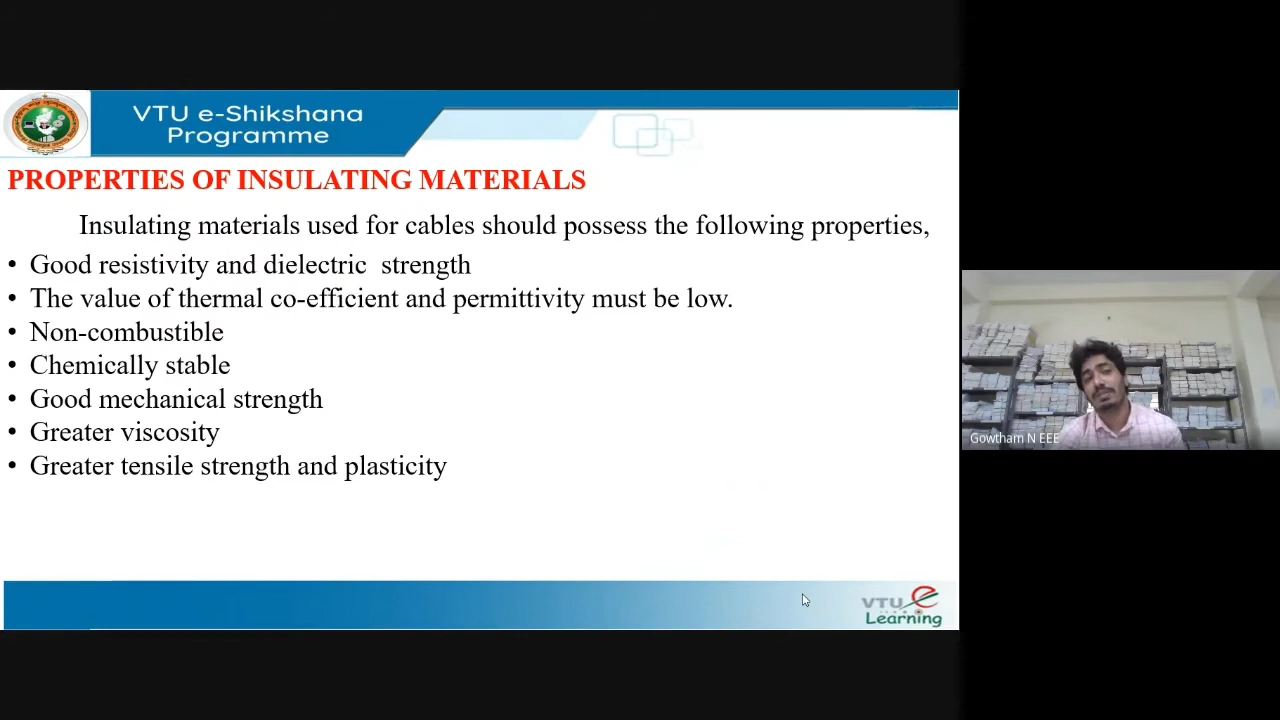 VTU e-Shikshana
Programme
PROPERTIES OF INSULATING MATERIALS
Insulating materials used for cables should possess the following properties,
• Good resistivity and dielectric strength
• The value of thermal co-efficient and permittivity must be low.
• Non-combustible
• Chemically stable
• Good mechanical strength
• Greater viscosity
• Greater tensile strength and plasticity
Gowtham N EEE
VTU e
Learning